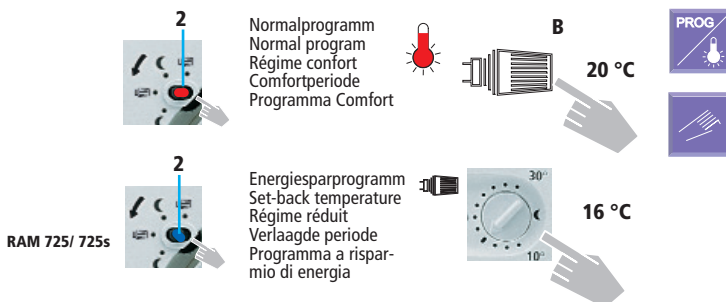 2
Normalprogramm
Normal program
Régime confort
Comfortperiode
Programma Comfort
B
20 °C
PROG
2
Energiesparprogramm
Set-back temperature
Régime réduit
Verlaagde periode
Programma a rispar-
mio di energia
30°
10°
16 °C
RAM 725/ 725s